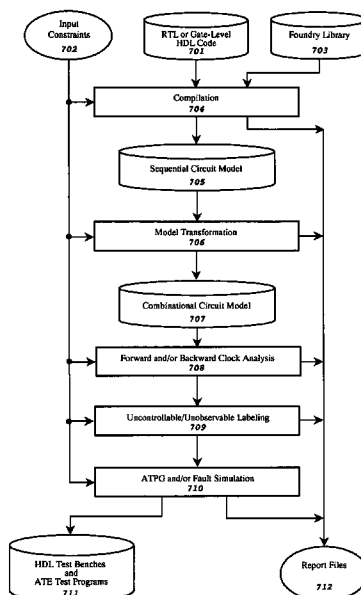 Input
Constraints
702
RTL or Gate-Level
HDL Code
701
Foundry Library
703
Compilation
704
Sequential Circuit Model
705
Model Transformation
706
Combinational Circuit Model
707
Forward and/or Backward Clock Analysis
708
Uncontrollable/Unobservable Labeling
709
ATPG and/or Fault Simulation
710
HDL Test Benches
and
ATE Test Programs
711
Report Files
712